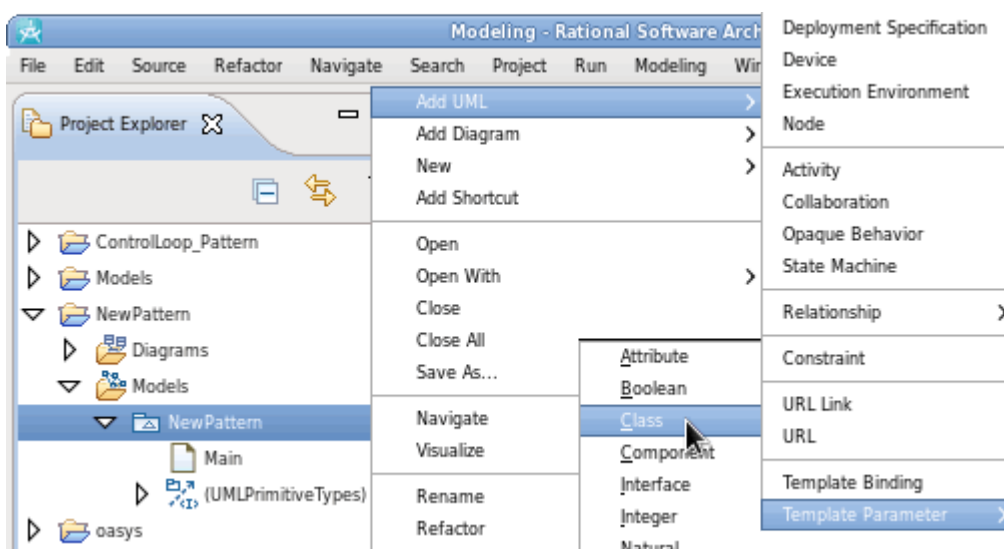 Modeling - Rational Software Arch
File Edit Source Refactor Navigate Search Project Run Modeling Wir
Project Explorer
ControlLoop_Pattern
Models
NewPattern
Diagrams
Models
NewPattern
Main
(UMLPrimitiveTypes)
oasys
Add UML
Add Diagram
New
Add Shortcut
Open
Open With
Close
Close All
Save As...
Navigate
Visualize
Rename
Refactor
Attribute
Boolean
Class
Component
Interface
Integer
Natural
Deployment Specification
Device
Execution Environment
Node
Activity
Collaboration
Opaque Behavior
State Machine
Relationship
Constraint
URL Link
URL
Template Binding
Template Parameter